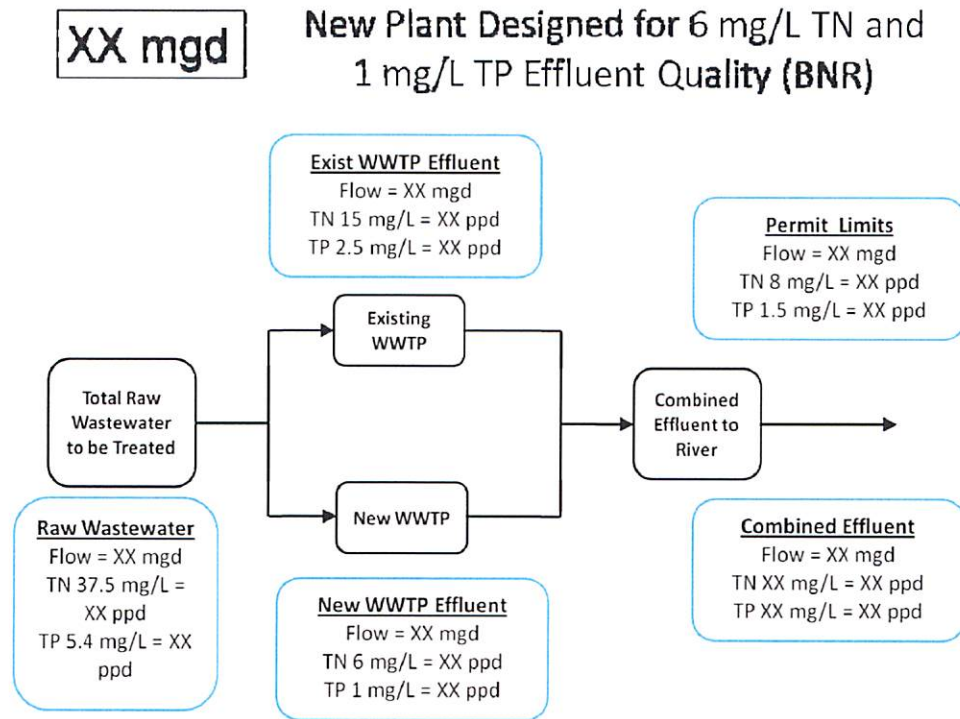 XX mgd
New Plant Designed for 6 mg/L TN and
1 mg/L TP Effluent Quality (BNR)
Exist WWTP Effluent
Flow = XX mgd
TN 15 mg/L = XX ppd
TP 2.5 mg/L = XX ppd
Permit Limits
Flow = XX mgd
TN 8 mg/L = XX ppd
TP 1.5 mg/L = XX ppd
Existing
WWTP
Total Raw
Wastewater
to be Treated
Combined
Effluent to
River
New WWTP
Raw Wastewater
Flow = XX mgd
TN 37.5 mg/L =
XX ppd
TP 5.4 mg/L = XX
ppd
New WWTP Effluent
Flow = XX mgd
TN 6 mg/L = XX ppd
TP 1 mg/L = XX ppd
Combined Effluent
Flow = XX mgd
TN XX mg/L = XX ppd
TP XX mg/L = XX ppd